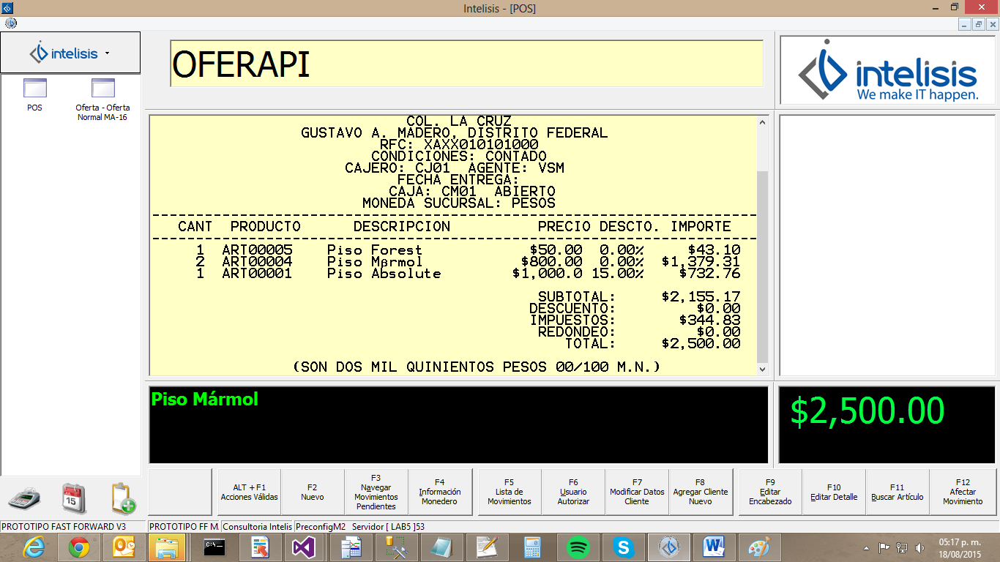 Intelisis - [POS]
intelisis
POS
Oferta - Oferta
Normal MA-16
OFERAPI
intelisis
We make IT happen.
COL. LA CRUZ
GUSTAVO A. MADERO, DISTRITO FEDERAL
RFC: XAXX010101000
CONDICIONES: CONTADO
CAJERO: CJ01 AGENTE: VSM
FECHA ENTREGA:
CAJA: CM01 ABIERTO
MONEDA SUCURSAL: PESOS
CANT PRODUCTO DESCRIPCION PRECIO DESCTO. IMPORTE
1 ART00005 Piso Forest $50.00 0.00% $43.10
2 ART00004 Piso Mβrmol $800.00 0.00% $1,379.31
1 ART00001 Piso Absolute $1,000.0 15.00% $732.76
SUBTOTAL: $2,155.17
DESCUENTO: $0.00
IMPUESTOS: $344.83
REDONDEO: $0.00
TOTAL: $2,500.00
(SON DOS MIL QUINIENTOS PESOS 00/100 M.N.)
Piso Mármol
$2,500.00
ALT + F1
Acciones Válidas
F2
Nuevo
F3
Navegar
Movimientos
Pendientes
F4
Información
Monedero
F5
Lista de
Movimientos
F6
Usuario
Autorizar
F7
Modificar Datos
Cliente
F8
Agregar Cliente
Nuevo
F9
Editar
Encabezado
F10
Editar Detalle
F11
Buscar Artículo
F12
Afectar
Movimiento
15
PROTOTIPO FAST FORWARD V3 PROTOTIPO FF M Consultoria Intelis PreconfigM2 Servidor [ LAB5 ]53
05:17 p. m.
18/08/2015